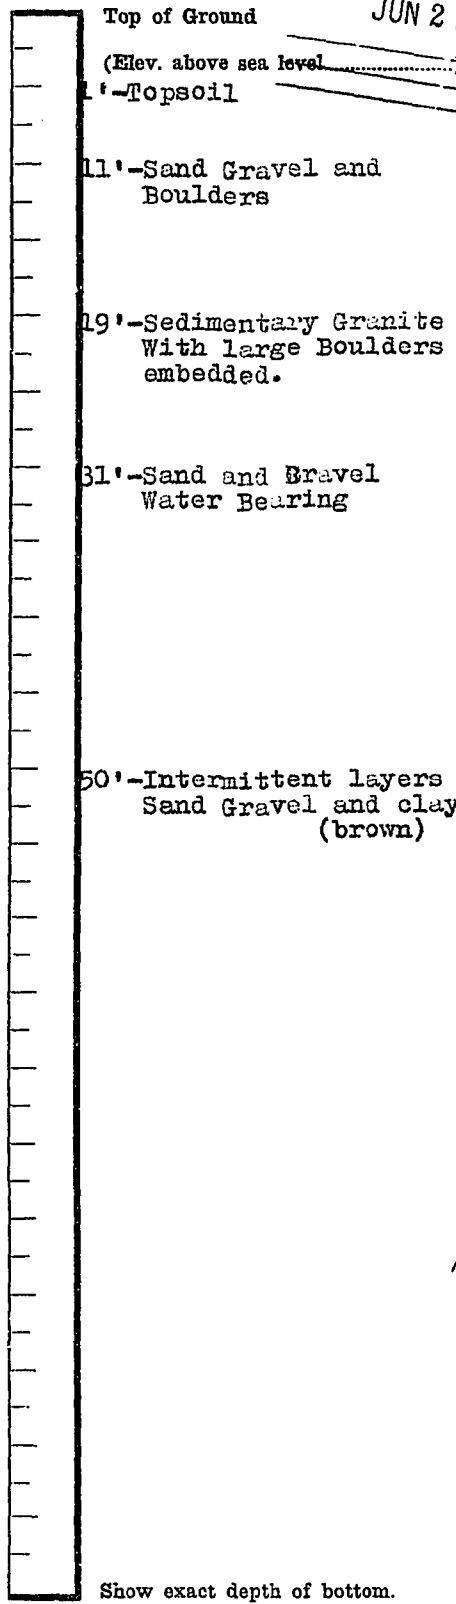 Top of Ground
JUN 2
(Elev. above sea level
1'-Topsoil
11'-Sand Gravel and
Boulders
19'-Sedimentary Granite
With large Boulders
embedded.
31'-Sand and Bravel
Water Bearing
50'-Intermittent layers
Sand Gravel and clay
(brown)
Show exact depth of bottom.